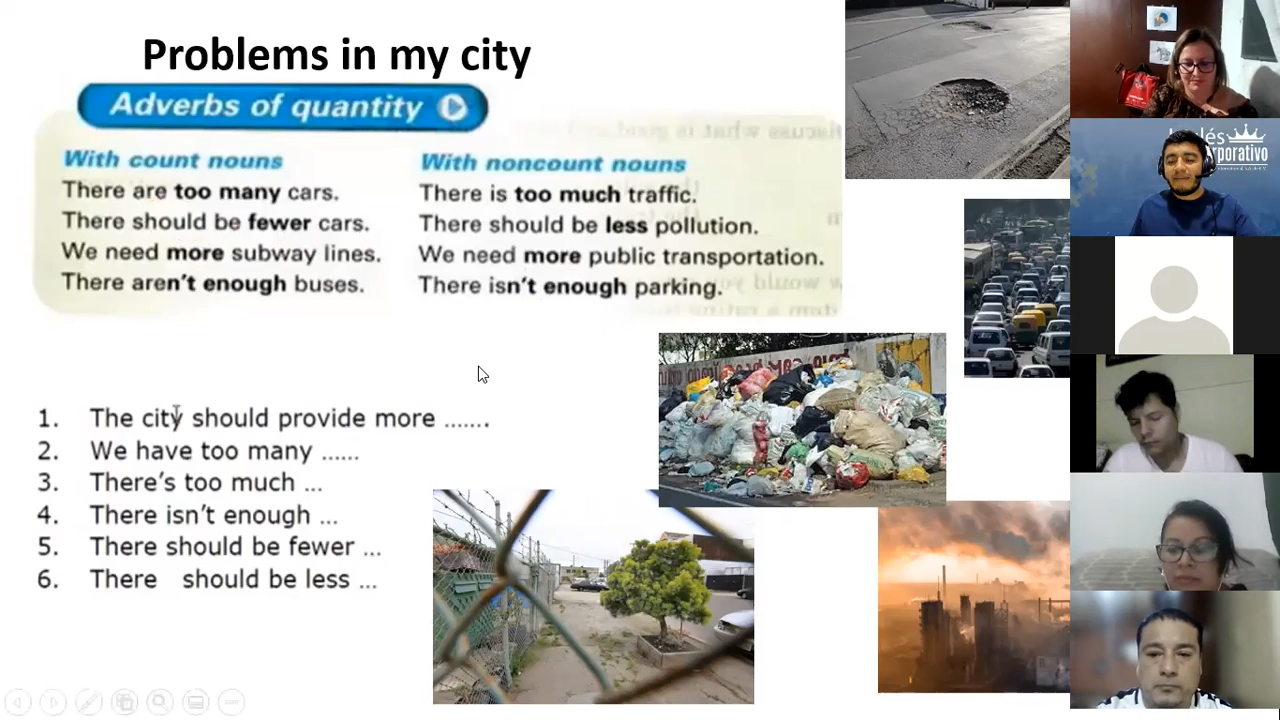 Problems in my city
Adverbs of quantity
With count nouns
There are too many cars.
There should be fewer cars.
We need more subway lines.
There aren't enough buses.
With noncount nouns
There is too much traffic.
There should be less pollution.
We need more public transportation.
There isn't enough parking.
1. The city should provide more .......
2. We have too many ......
3. There's too much ...
4. There isn't enough ...
5. There should be fewer ...
6. There should be less ...